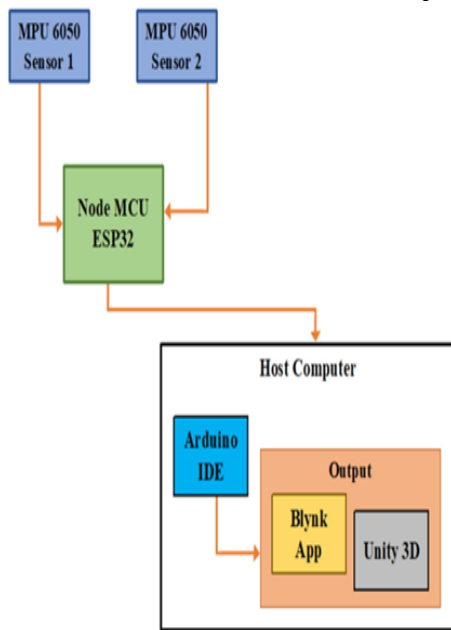 MPU 6050
Sensor 1
MPU 6050
Sensor 2
Node MCU
ESP32
Host Computer
Arduino
IDE
Output
Blynk
App
Unity 3D